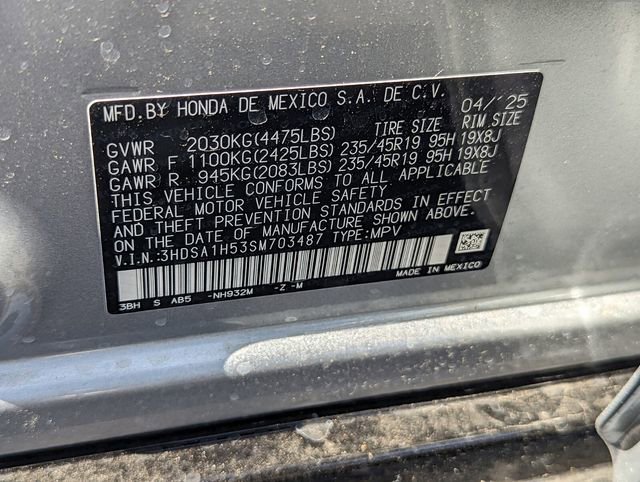 MFD. BY HONDA DE MEXICO S.A. DE C.V. 04/'25
GVWR 2030KG(4475LBS) TIRE SIZE RIM SIZE
GAWR F 1100KG(2425LBS) 235/45R19 95H 19X8J
GAWR R 945KG(2083LBS) 235/45R19 95H 19X8J
THIS VEHICLE CONFORMS TO ALL APPLICABLE
FEDERAL MOTOR VEHICLE SAFETY
AND THEFT PREVENTION STANDARDS IN EFFECT
ON THE DATE OF MANUFACTURE SHOWN ABOVE.
V.I.N.:3HDSA1H53SM703487 TYPE:MPV
3BH S AB5 -NH932M -Z -M MADE IN MEXICO